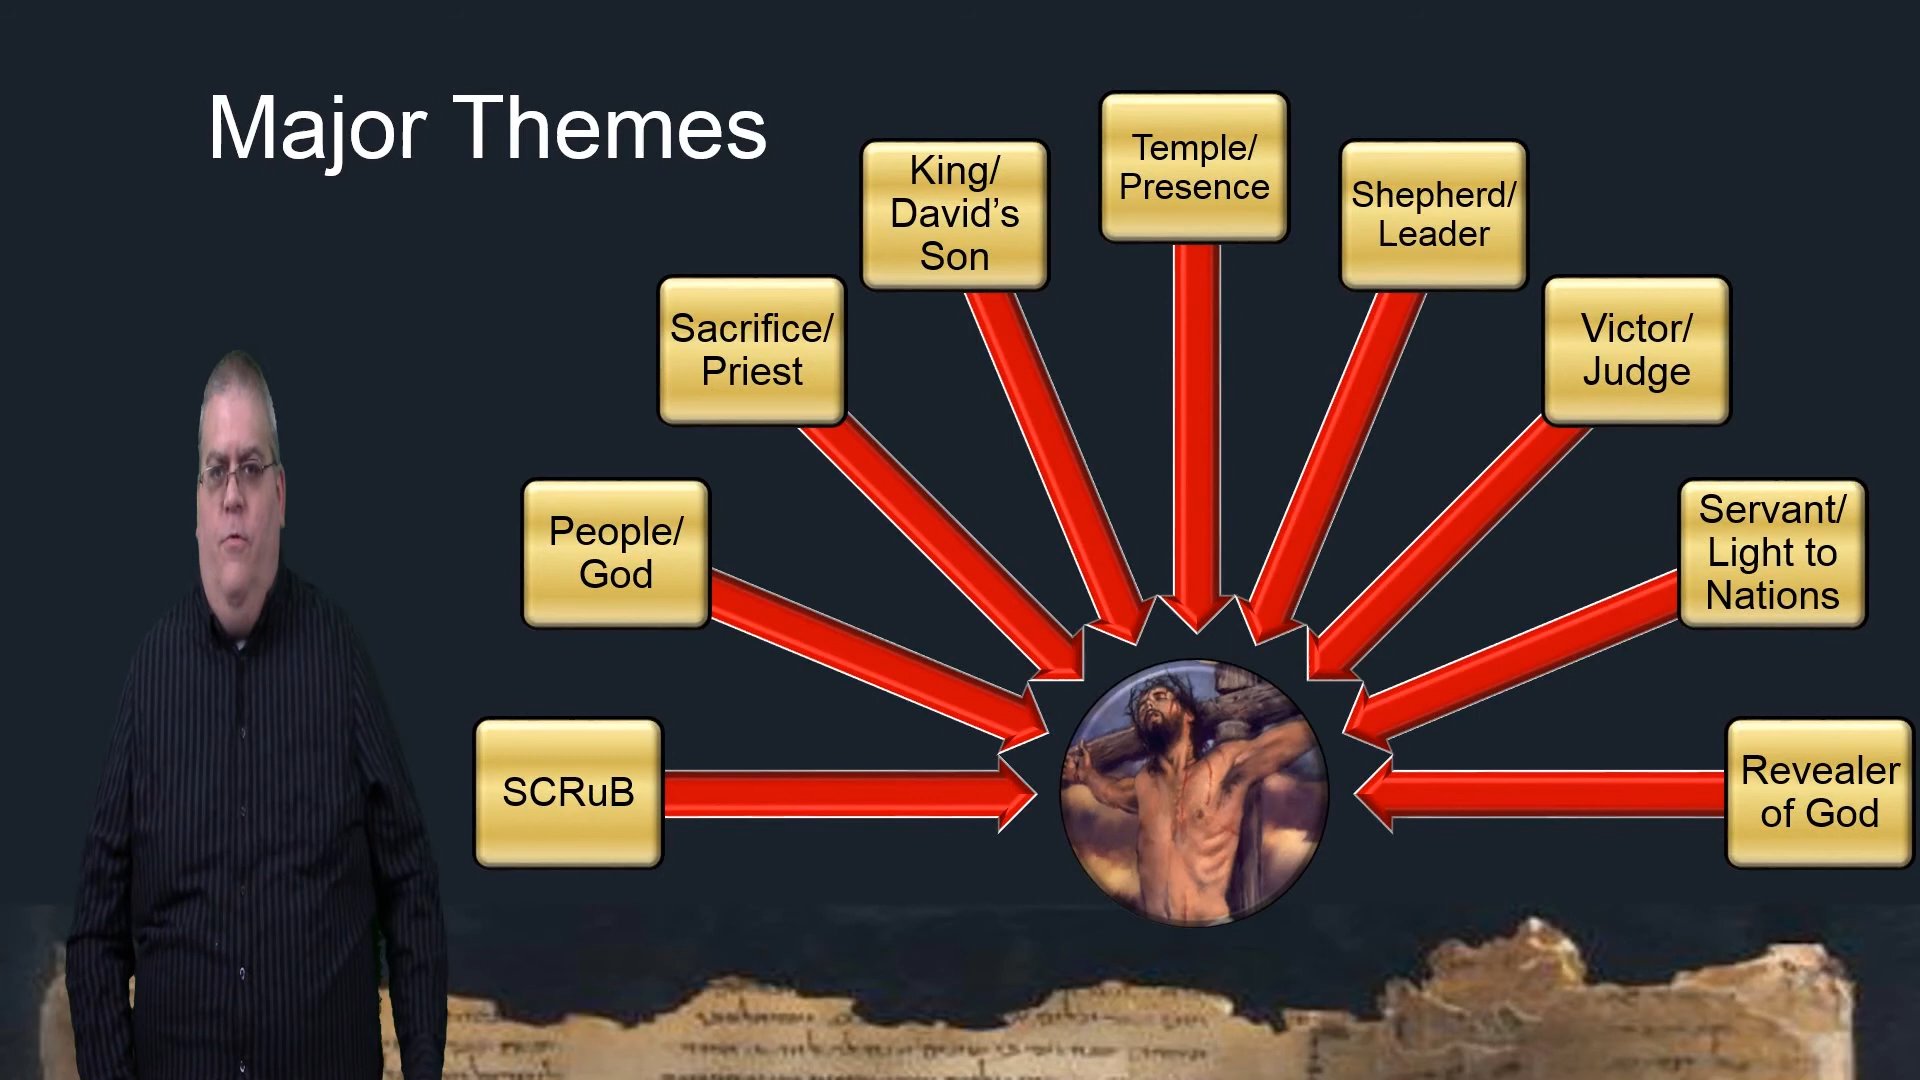 Major Themes
SCRuB
People/
God
Sacrifice/
Priest
King/
David’s
Son
Temple/
Presence
Shepherd/
Leader
Victor/
Judge
Servant/
Light to
Nations
Revealer
of God